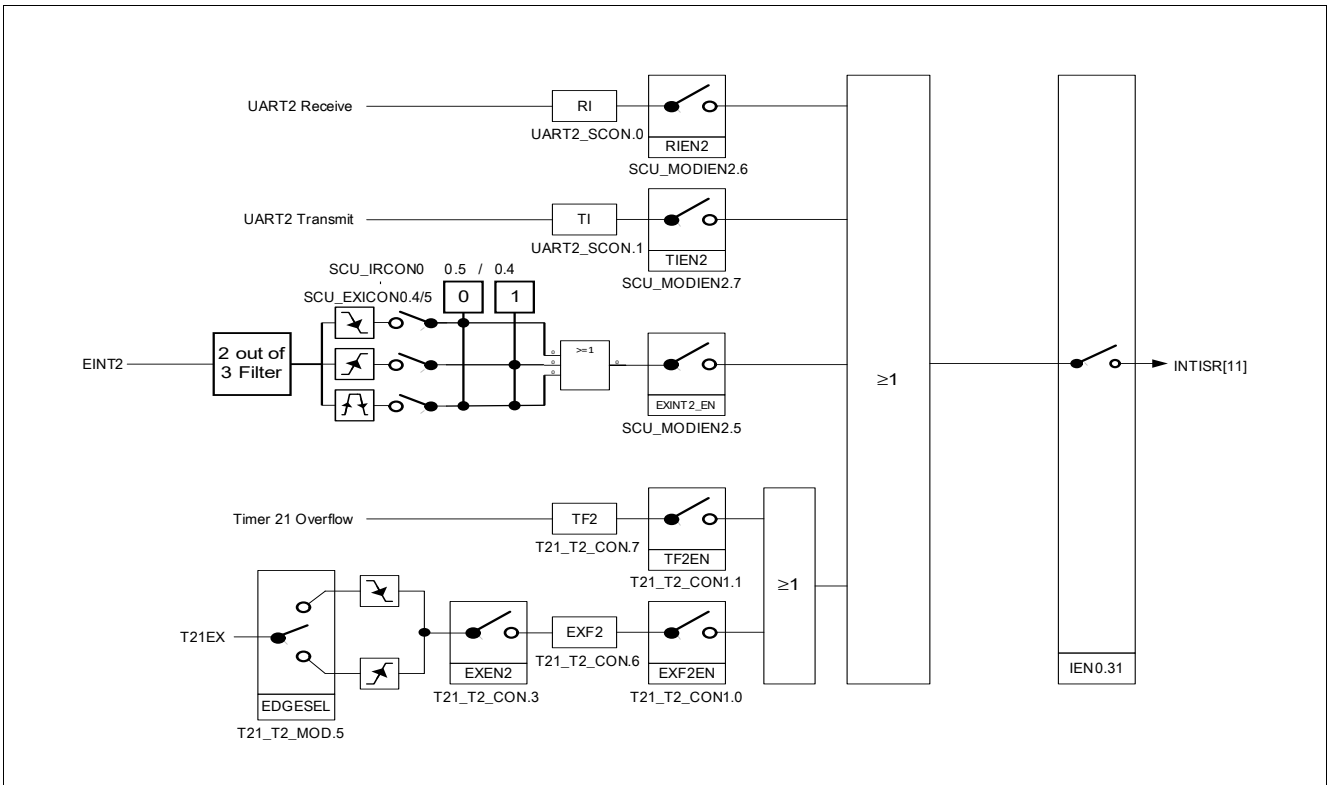 UART2 Receive
RI
UART2_SCON.0
RIEN2
SCU_MODIEN2.6
UART2 Transmit
TI
UART2_SCON.1
TIEN2
SCU_MODIEN2.7
SCU_IRCON0 0.5 / 0.4
SCU_EXICON0.4/5
0
1
EINT2
2 out of
3 Filter
>=1
EXINT2_EN
SCU_MODIEN2.5
≥1
INTISR[11]
Timer 21 Overflow
TF2
T21_T2_CON.7
TF2EN
T21_T2_CON1.1
≥1
T21EX
EDGESEL
T21_T2_MOD.5
EXEN2
T21_T2_CON.3
EXF2
T21_T2_CON.6
EXF2EN
T21_T2_CON1.0
IEN0.31